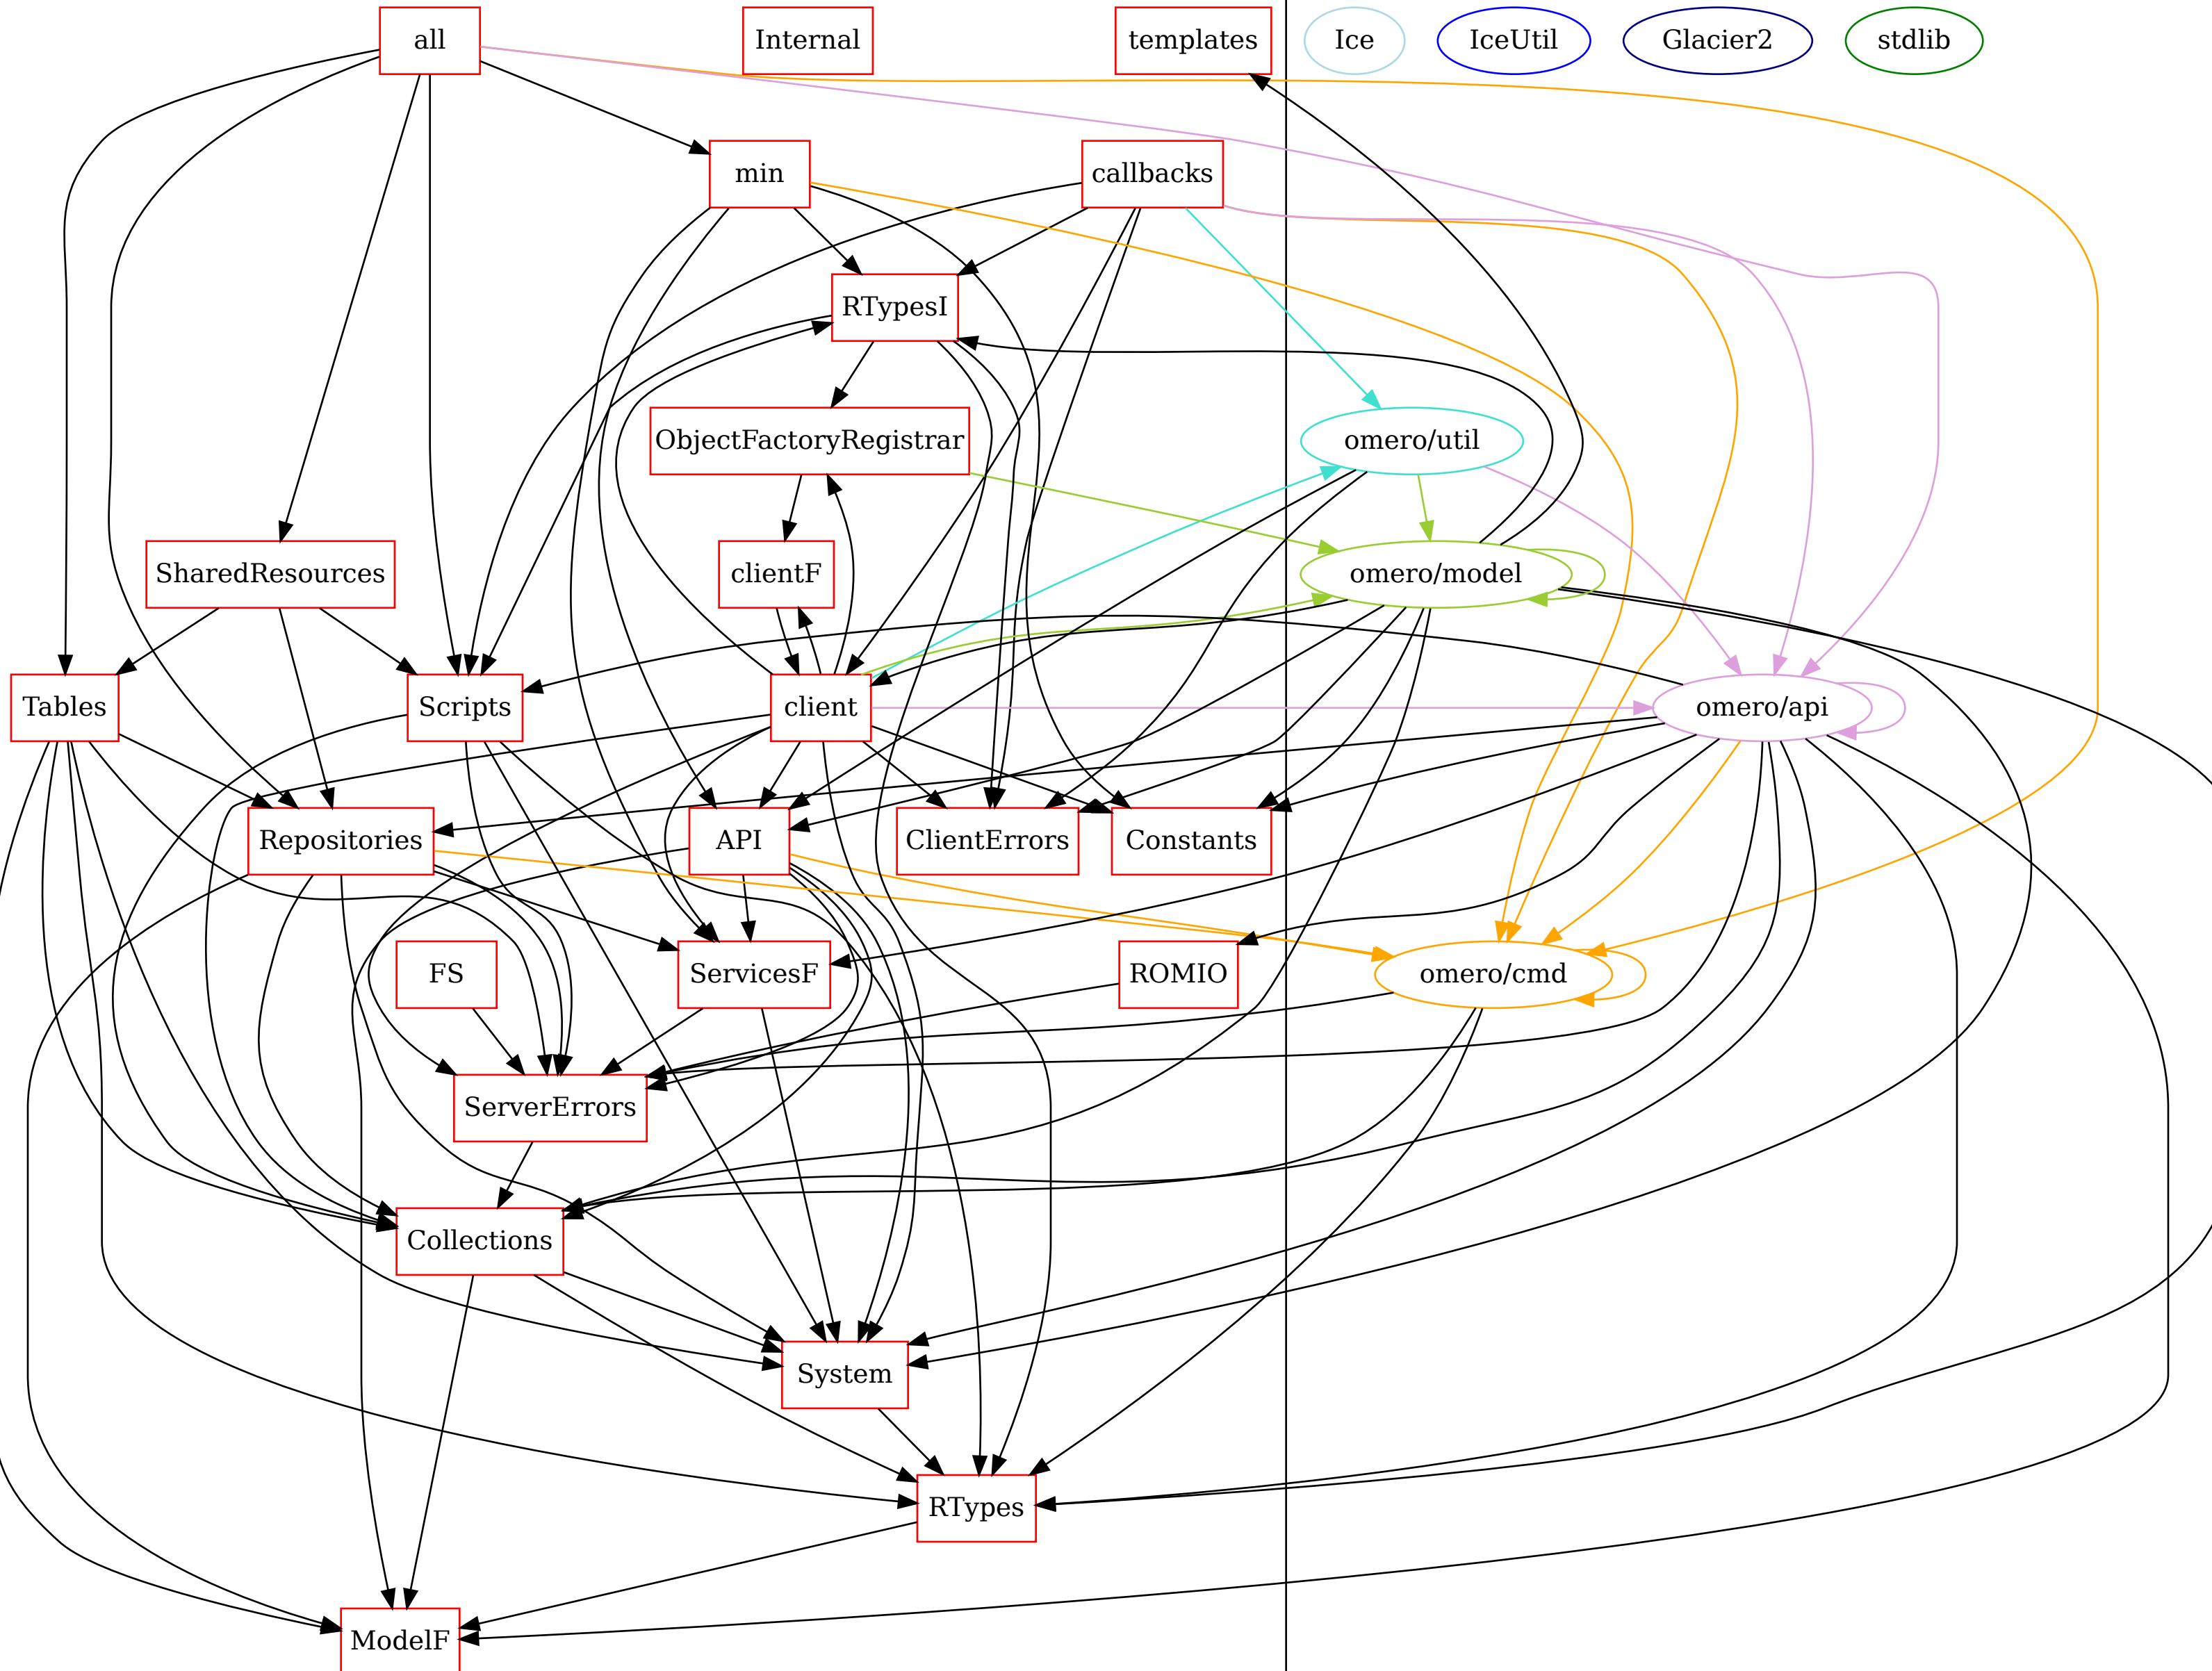 all
Internal
templates
Ice
IceUtil
Glacier2
stdlib
min
callbacks
RTypesI
ObjectFactoryRegistrar
omero/util
SharedResources
clientF
omero/model
Tables
Scripts
client
omero/api
Repositories
API
ClientErrors
Constants
FS
ServicesF
ROMIO
omero/cmd
ServerErrors
Collections
System
RTypes
ModelF